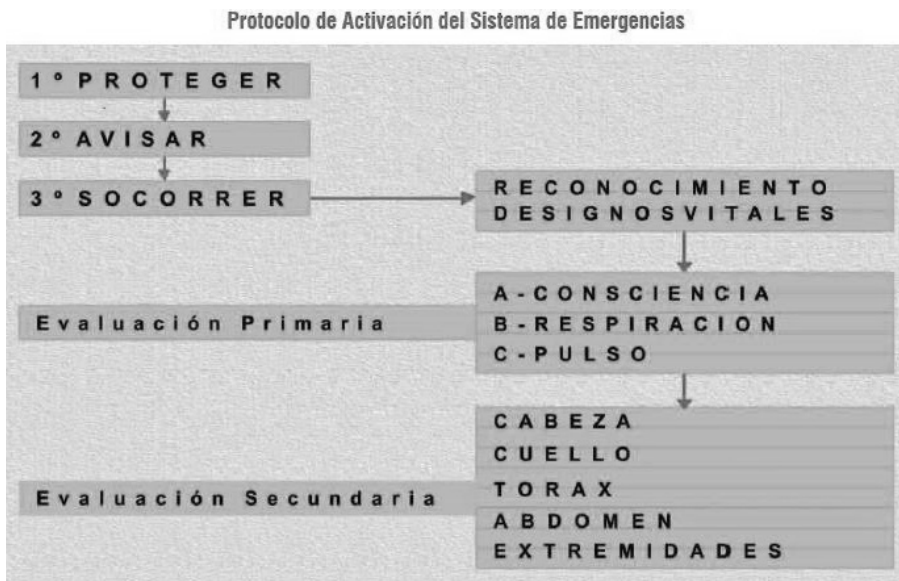 Protocolo de Activación del Sistema de Emergencias
1º PROTEGER
2º AVISAR
3º SOCORRER
RECONOCIMIENTO
DESIGNOSVITALES
Evaluación Primaria
A-CONSCIENCIA
B-RESPIRACION
C-PULSO
Evaluación Secundaria
CABEZA
CUELLO
TORAX
ABDOMEN
EXTREMIDADES